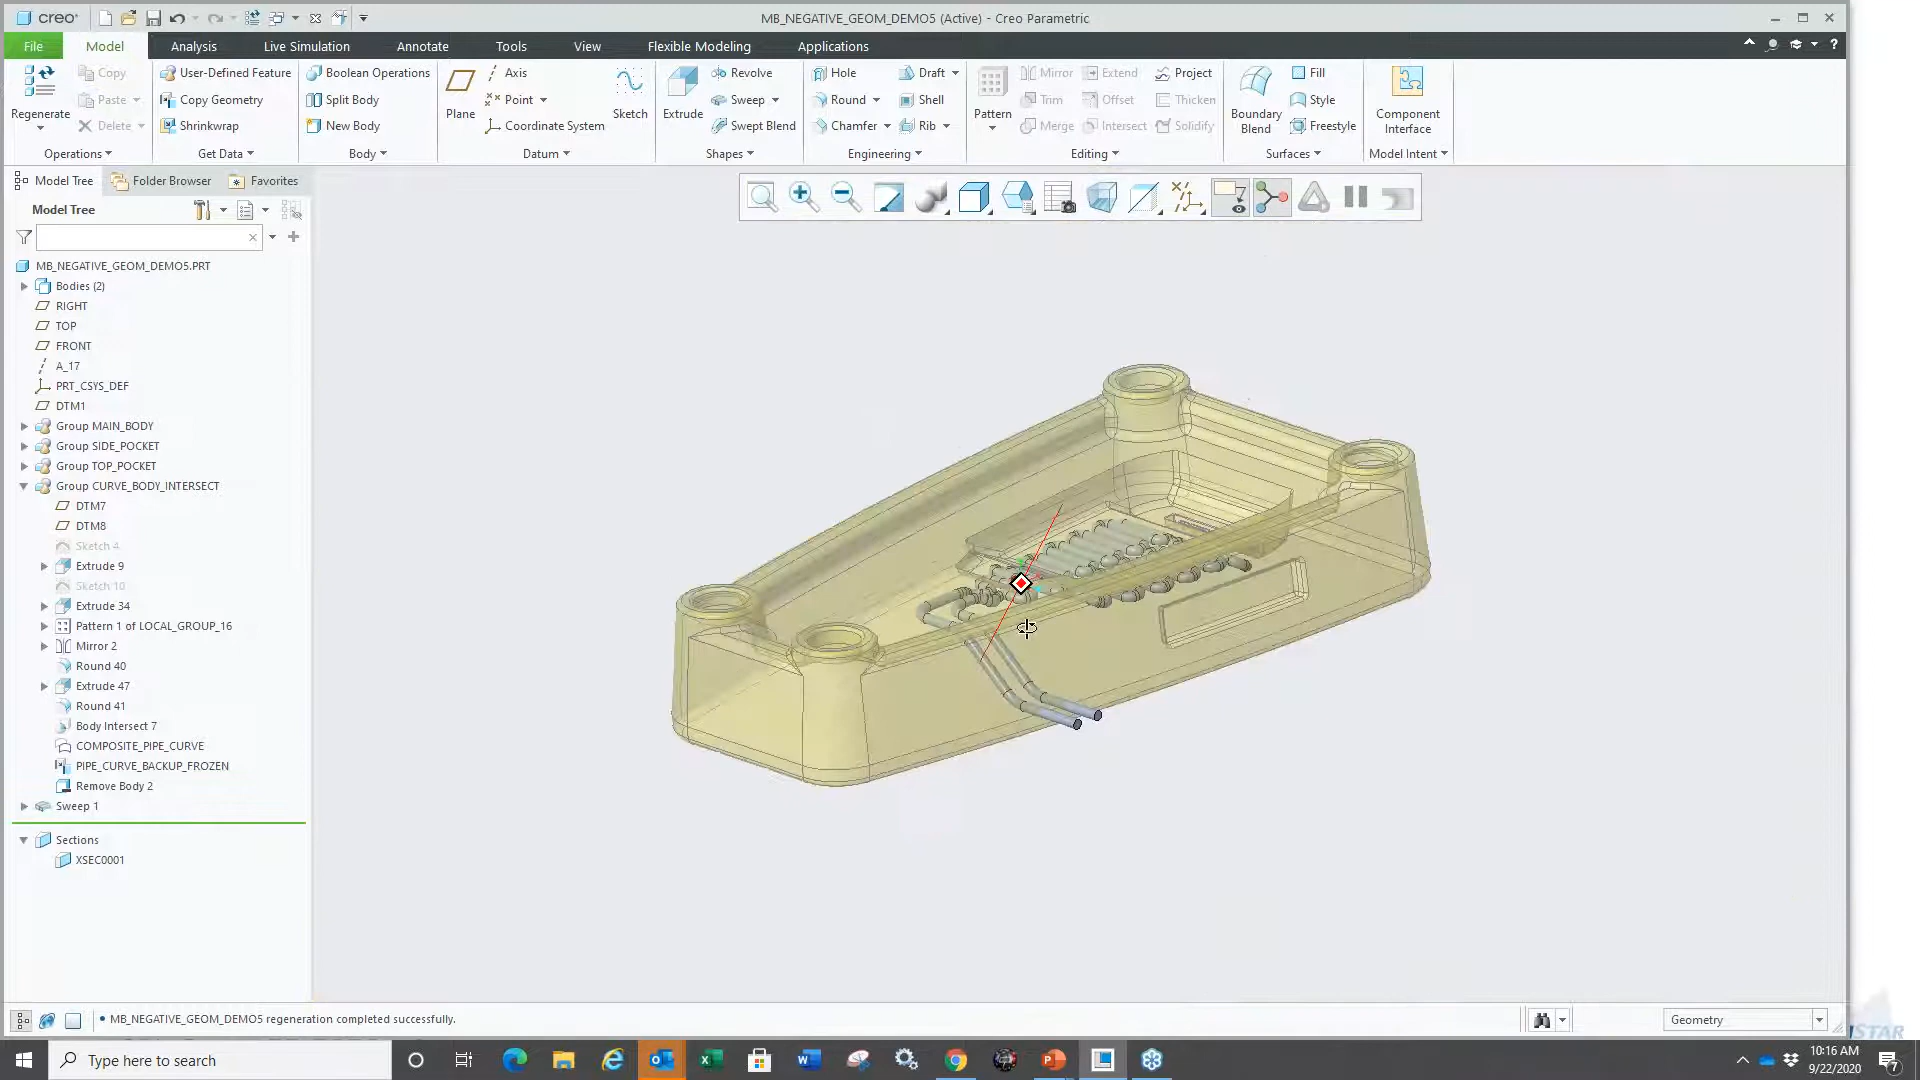 creo
MB_NEGATIVE_GEOM_DEMO5 (Active) - Creo Parametric
File Model Analysis Live Simulation Annotate Tools View Flexible Modeling Applications
Regenerate
Copy
Paste
Delete
Operations
User-Defined Feature
Copy Geometry
Shrinkwrap
Get Data
Boolean Operations
Split Body
New Body
Body
Plane
Axis
Point
Coordinate System
Sketch
Datum
Extrude
Revolve
Sweep
Swept Blend
Shapes
Hole
Round
Chamfer
Draft
Shell
Rib
Engineering
Pattern
Mirror
Trim
Merge
Extend
Offset
Intersect
Project
Thicken
Solidify
Editing
Boundary
Blend
Fill
Style
Freestyle
Surfaces
Component
Interface
Model Intent
Model Tree Folder Browser Favorites
Model Tree
MB_NEGATIVE_GEOM_DEMO5.PRT
Bodies (2)
RIGHT
TOP
FRONT
A_17
PRT_CSYS_DEF
DTM1
Group MAIN_BODY
Group SIDE_POCKET
Group TOP_POCKET
Group CURVE_BODY_INTERSECT
DTM7
DTM8
Sketch 4
Extrude 9
Sketch 10
Extrude 34
Pattern 1 of LOCAL_GROUP_16
Mirror 2
Round 40
Extrude 47
Round 41
Body Intersect 7
COMPOSITE_PIPE_CURVE
PIPE_CURVE_BACKUP_FROZEN
Remove Body 2
Sweep 1
Sections
XSEC0001
• MB_NEGATIVE_GEOM_DEMO5 regeneration completed successfully.
Geometry
ISTAR
Type here to search
10:16 AM
9/22/2020
7